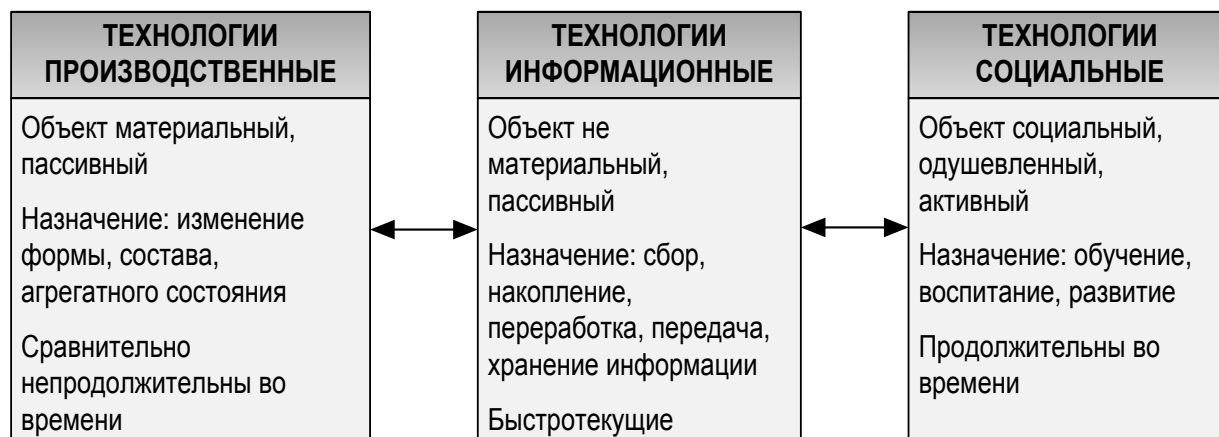 ТЕХНОЛОГИИ
ПРОИЗВОДСТВЕННЫЕ
Объект материальный,
пассивный
Назначение: изменение
формы, состава,
агрегатного состояния
Сравнительно
непродолжительны во
времени
ТЕХНОЛОГИИ
ИНФОРМАЦИОННЫЕ
Объект не
материальный,
пассивный
Назначение: сбор,
накопление,
переработка, передача,
хранение информации
Быстротекущие
ТЕХНОЛОГИИ
СОЦИАЛЬНЫЕ
Объект социальный,
одушевленный,
активный
Назначение: обучение,
воспитание, развитие
Продолжительны во
времени